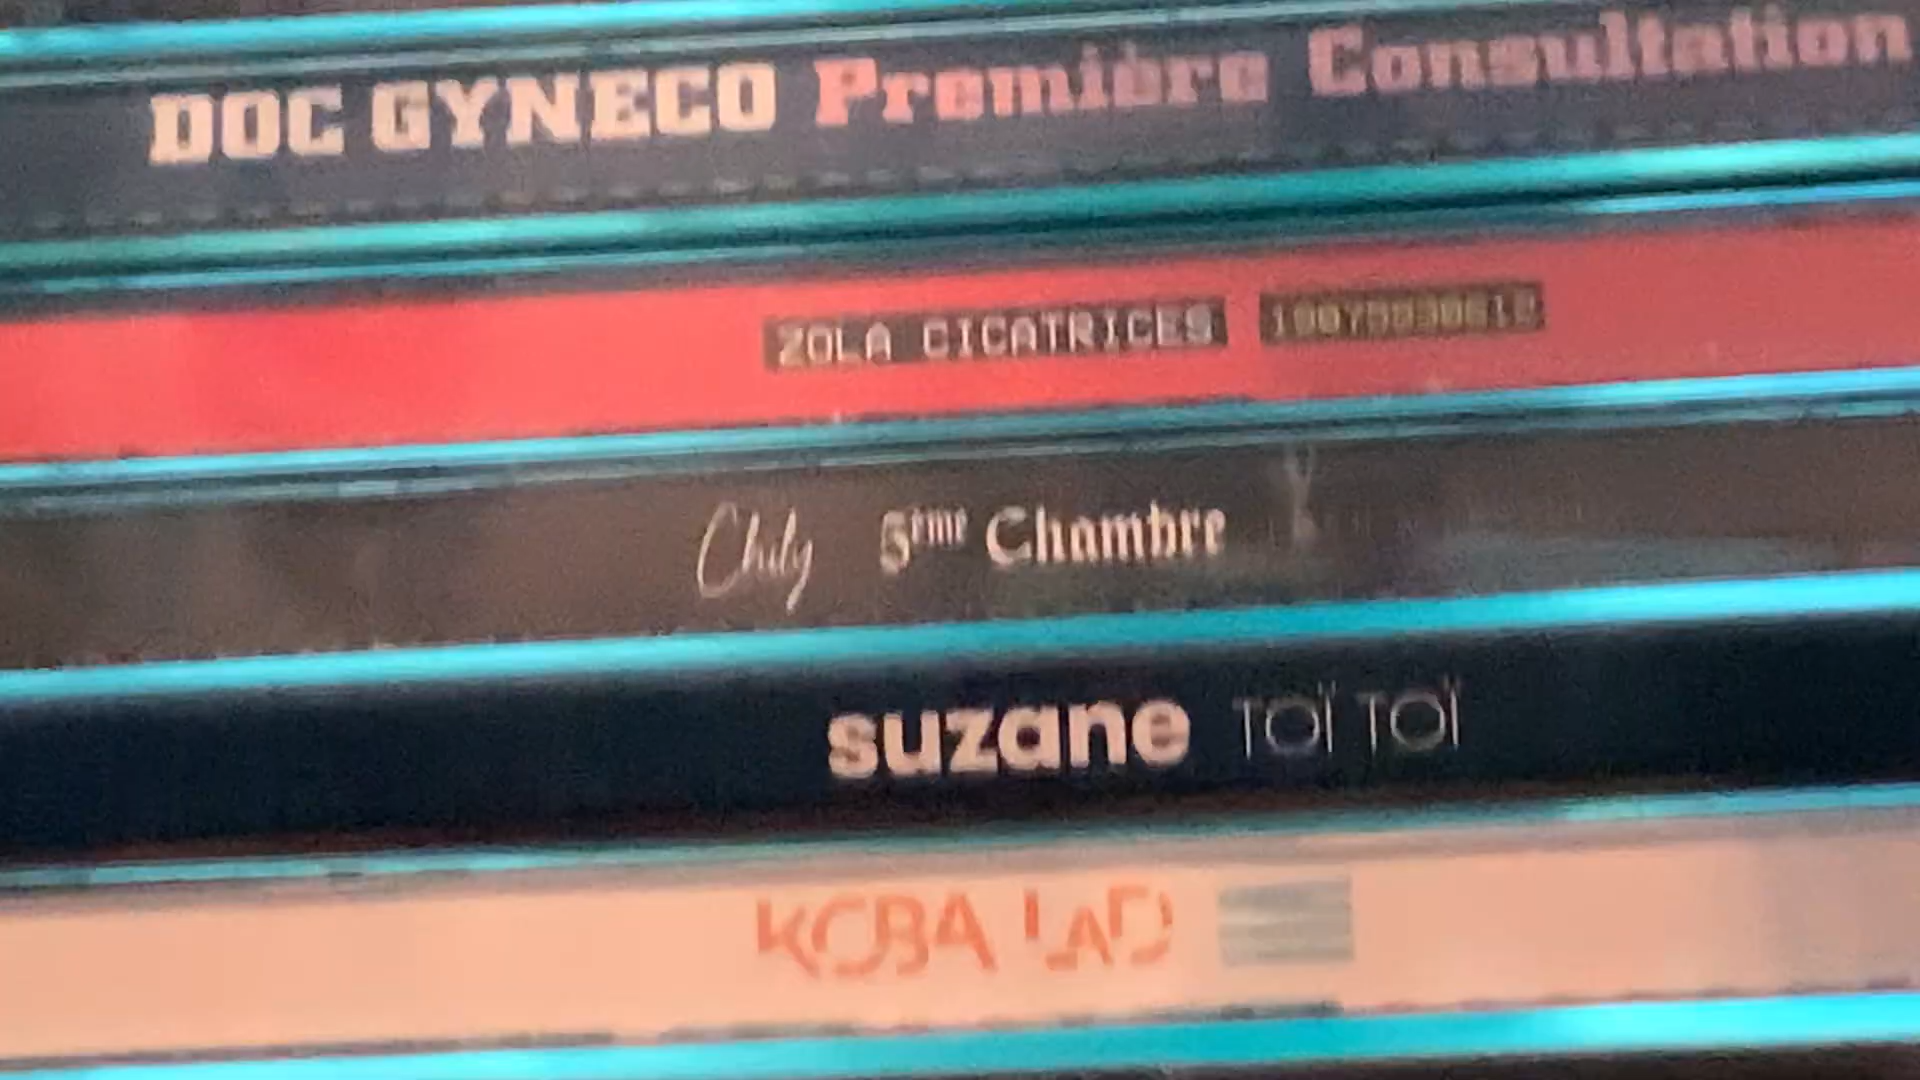 DOC GYNECO Première Consultation
ZOLA CICATRICES
Chily 5ème Chambre
suzane TOÏ TOÏ
KOBA LAD